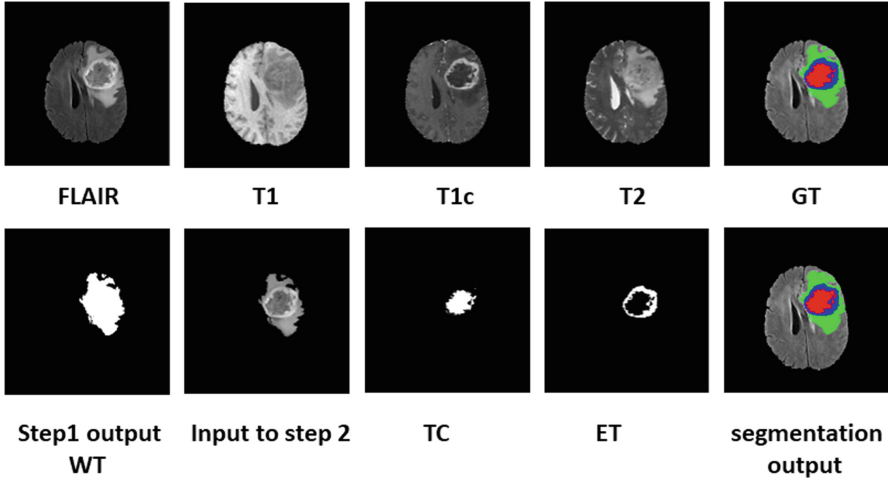 FLAIR T1 T1c T2 GT
Step1 output Input to step 2 TC ET segmentation
WT output